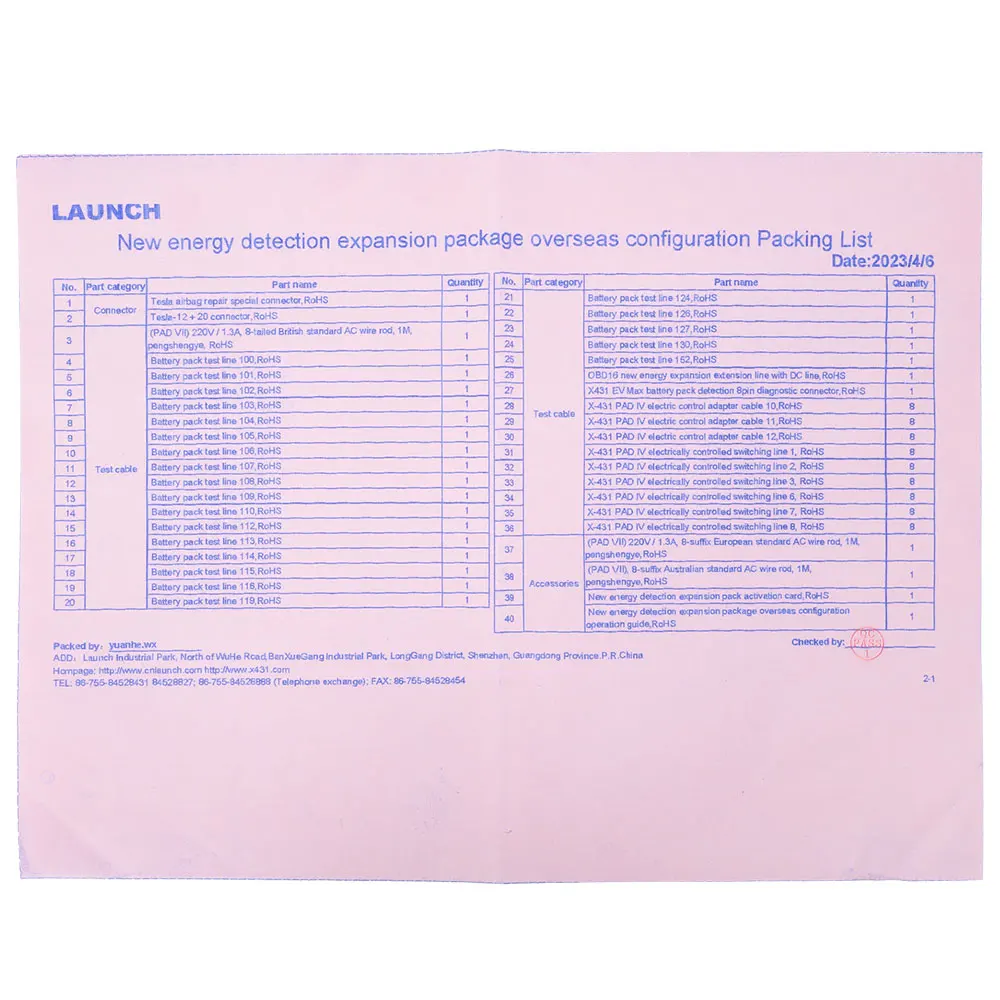 LAUNCH
New energy detection expansion package overseas configuration Packing List
Date:2023/4/6
No. Part category Part name Quantity
1 Connector Tesla airbag repair special connector,RoHS 1
2 Tesla-12 + 20 connector,RoHS 1
3 (PAD VII) 220V / 1.3A, 8-tailed British standard AC wire rod, 1M,
pengshengye, RoHS 1
4 Battery pack test line 100,RoHS 1
5 Battery pack test line 101,RoHS 1
6 Battery pack test line 102,RoHS 1
7 Battery pack test line 103,RoHS 1
8 Battery pack test line 104,RoHS 1
9 Battery pack test line 105,RoHS 1
10 Battery pack test line 106,RoHS 1
11 Test cable Battery pack test line 107,RoHS 1
12 Battery pack test line 108,RoHS 1
13 Battery pack test line 109,RoHS 1
14 Battery pack test line 110,RoHS 1
15 Battery pack test line 112,RoHS 1
16 Battery pack test line 113,RoHS 1
17 Battery pack test line 114,RoHS 1
18 Battery pack test line 115,RoHS 1
19 Battery pack test line 116,RoHS 1
20 Battery pack test line 119,RoHS 1
No. Part category Part name Quantity
21 Battery pack test line 124,RoHS 1
22 Battery pack test line 126,RoHS 1
23 Battery pack test line 127,RoHS 1
24 Battery pack test line 130,RoHS 1
25 Battery pack test line 152,RoHS 1
26 OBD16 new energy expansion extension line with DC line,RoHS 1
27 X431 EV Max battery pack detection 8pin diagnostic connector,RoHS 1
28 Test cable X-431 PAD IV electric control adapter cable 10,RoHS 8
29 X-431 PAD IV electric control adapter cable 11,RoHS 8
30 X-431 PAD IV electric control adapter cable 12,RoHS 8
31 X-431 PAD IV electrically controlled switching line 1, RoHS 8
32 X-431 PAD IV electrically controlled switching line 2, RoHS 8
33 X-431 PAD IV electrically controlled switching line 3, RoHS 8
34 X-431 PAD IV electrically controlled switching line 6, RoHS 8
35 X-431 PAD IV electrically controlled switching line 7, RoHS 8
36 X-431 PAD IV electrically controlled switching line 8, RoHS 8
37 (PAD VII) 220V / 1.3A, 8-suffix European standard AC wire rod, 1M,
pengshengye,RoHS 1
38 Accessories (PAD VII), 8-suffix Australian standard AC wire rod, 1M,
pengshengye,RoHS 1
39 New energy detection expansion pack activation card,RoHS 1
40 New energy detection expansion package overseas configuration
operation guide,RoHS 1
Packed by: yuanhe.wx
Checked by:
QC
PASS
1
ADD: Launch Industrial Park, North of WuHe Road,BanXueGang Industrial Park, LongGang District, Shenzhen, Guangdong Province.P.R.China
Hompage: http://www.cnlaunch.com http://www.x431.com
TEL: 86-755-84528431 84528827; 86-755-84528888 (Telephone exchange); FAX: 86-755-84528454
2-1